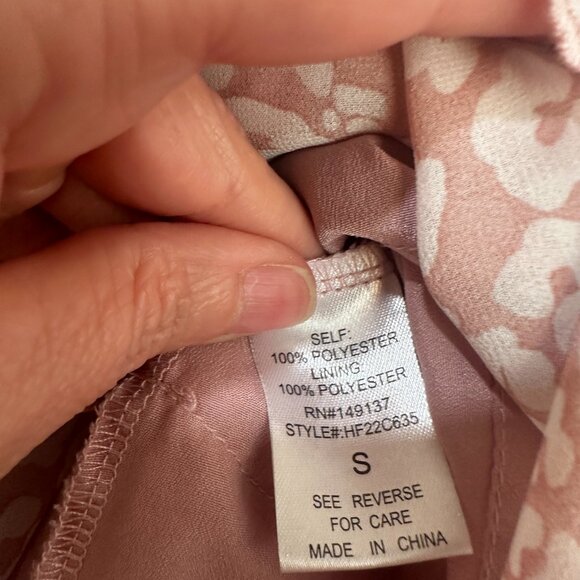 SELF:
100% POLYESTER
LINING:
100% POLYESTER
RN#149137
STYLE#:HF22C635
S
SEE REVERSE
FOR CARE
MADE IN CHINA